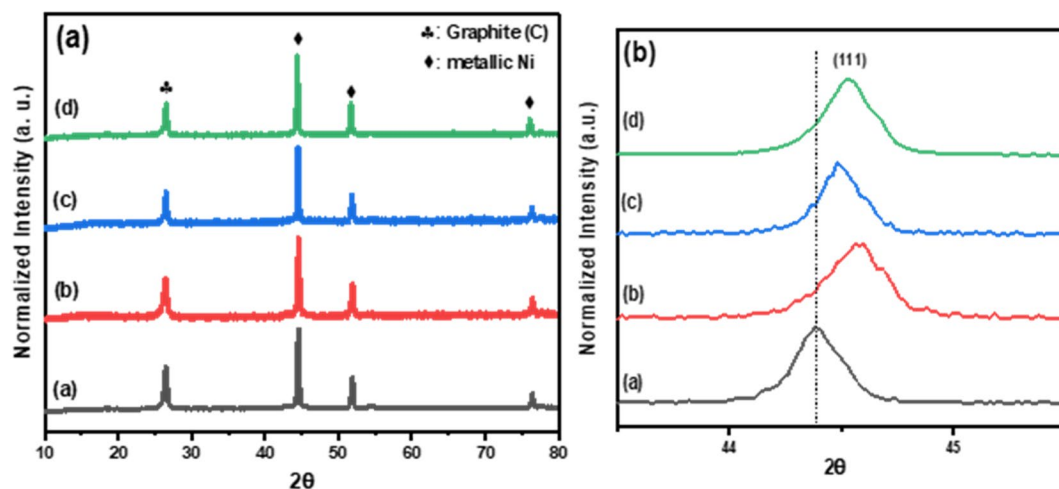 (a)
♣: Graphite (C)
♦: metallic Ni
(d)
(c)
(b)
(a)
Normalized Intensity (a. u.)
10 20 30 40 50 60 70 80
2θ
(b)
(111)
(d)
(c)
(b)
(a)
Normalized Intensity (a.u.)
44 45
2θ